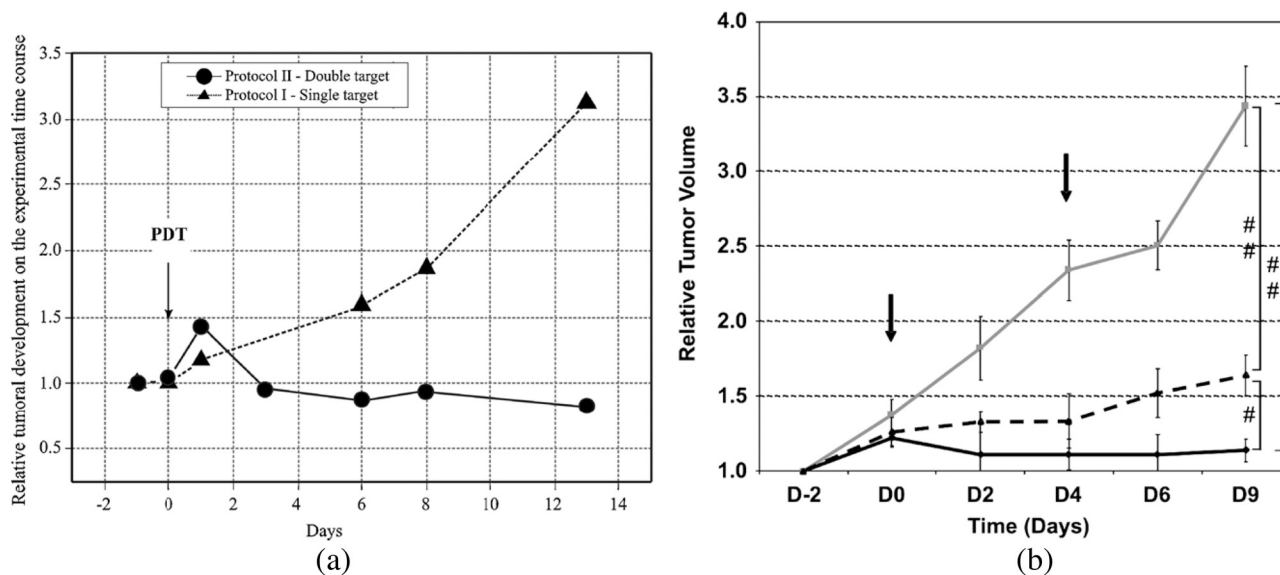 Relative tumoral development on the experimental time course
3.5
3.0
2.5
2.0
1.5
1.0
0.5
Protocol II - Double target
Protocol I - Single target
PDT
-2 0 2 4 6 8 10 12 14
Days
(a)
Relative Tumor Volume
4.0
3.5
3.0
2.5
2.0
1.5
1.0
#
#
#
#
#
D-2 D0 D2 D4 D6 D9
Time (Days)
(b)